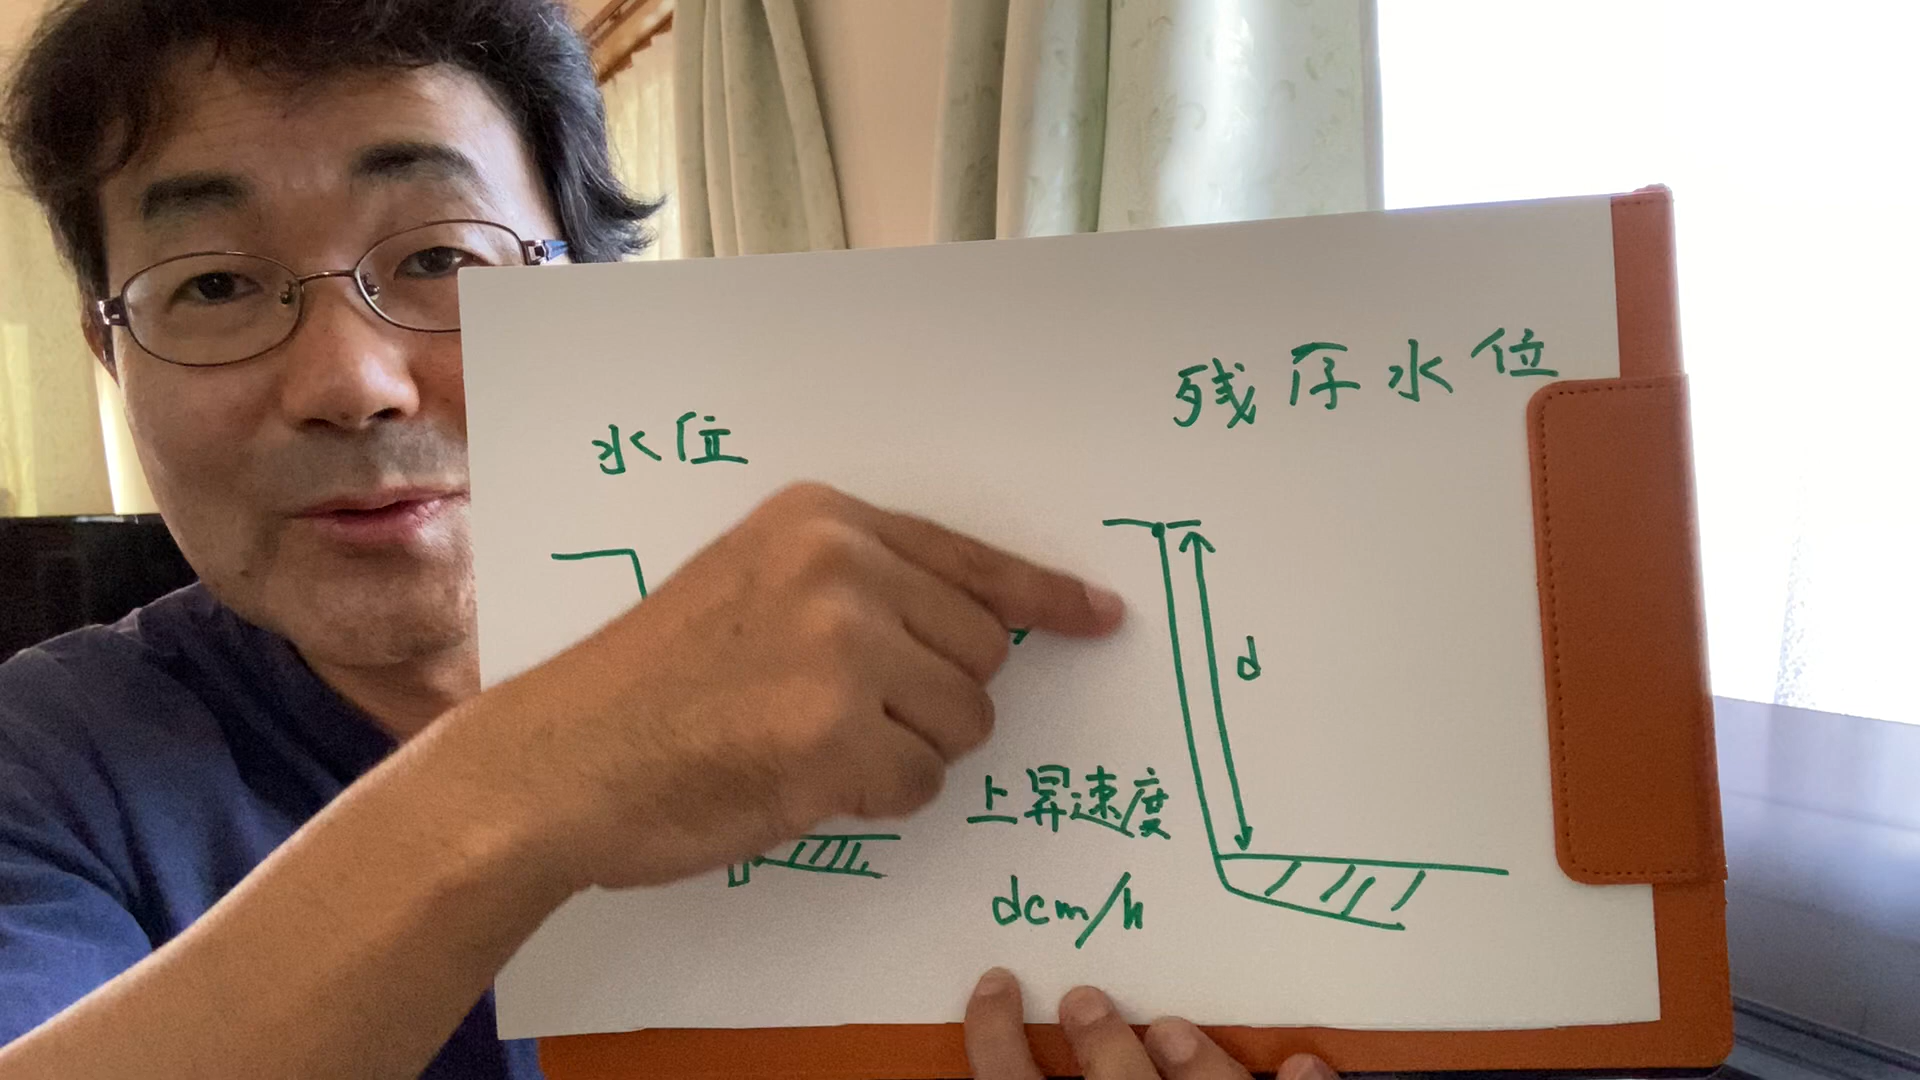 水位
残存水位
d
上昇速度
dcm/h